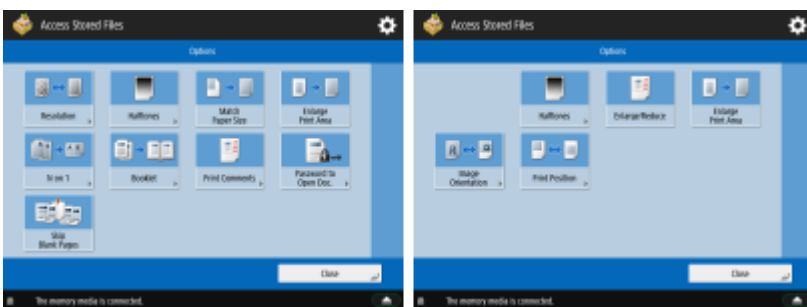 Access Stored Files
Options
Resolution
Halftones
Match
Paper Size
Enlarge
Print Area
N on 1
Booklet
Print Comments
Password to
Open Doc.
Skip
Blank Pages
Close
The memory media is connected.
Access Stored Files
Options
Halftones
Enlarge/Reduce
Enlarge
Print Area
Image
Orientation
Print Position
Close
The memory media is connected.